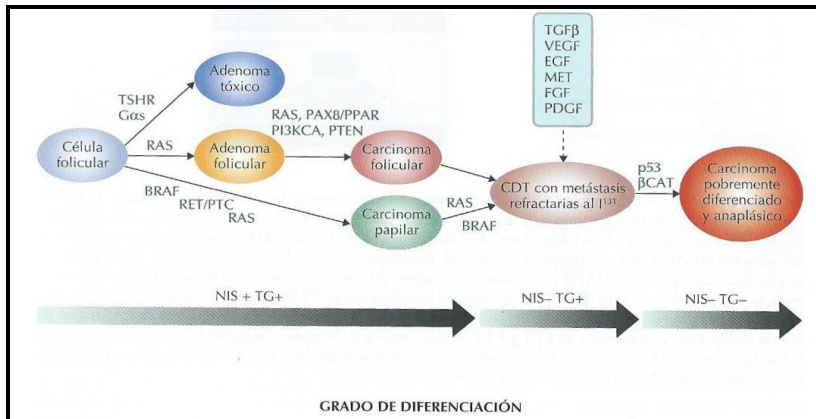 TGFβ
VEGF
EGF
MET
FGF
PDGF
Adenoma
tóxico
TSHR
Gαs
RAS, PAX8/PPAR
PI3KCA, PTEN
Célula
folicular
RAS
Adenoma
folicular
Carcinoma
folicular
BRAF
RET/PTC
RAS
Carcinoma
papilar
RAS
BRAF
CDT con metástasis
refractarias al I¹³¹
p53
βCAT
Carcinoma
pobremente
diferenciado
y anaplásico
NIS + TG+
NIS– TG+
NIS– TG–
GRADO DE DIFERENCIACIÓN